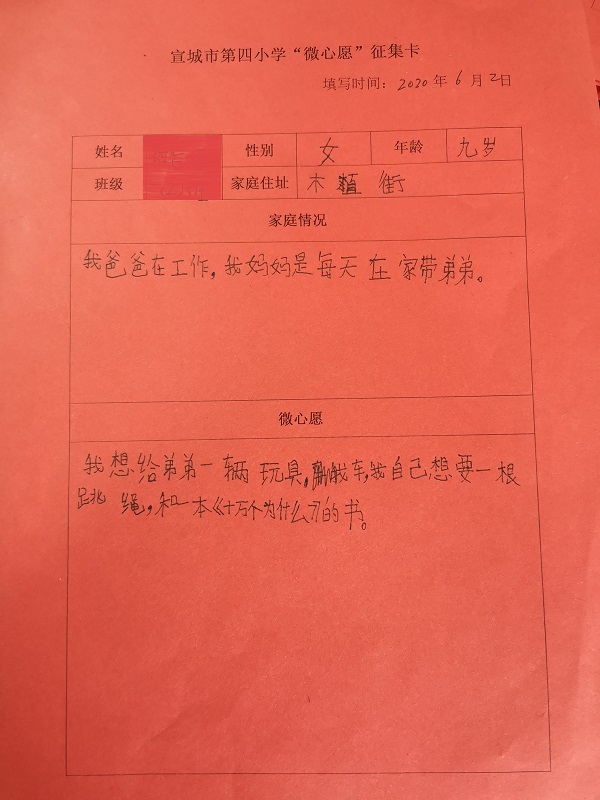 宣城市第四小学“微心愿”征集卡
填写时间：2020年6月2日
姓名 性别 女 年龄 九岁
班级 家庭住址 木直街
家庭情况
我爸爸在工作，我妈妈是每天在家带弟弟。
微心愿
我想给弟弟一辆玩具，车，我自己想要一根
跳绳，和一本《十万个为什么》的书。